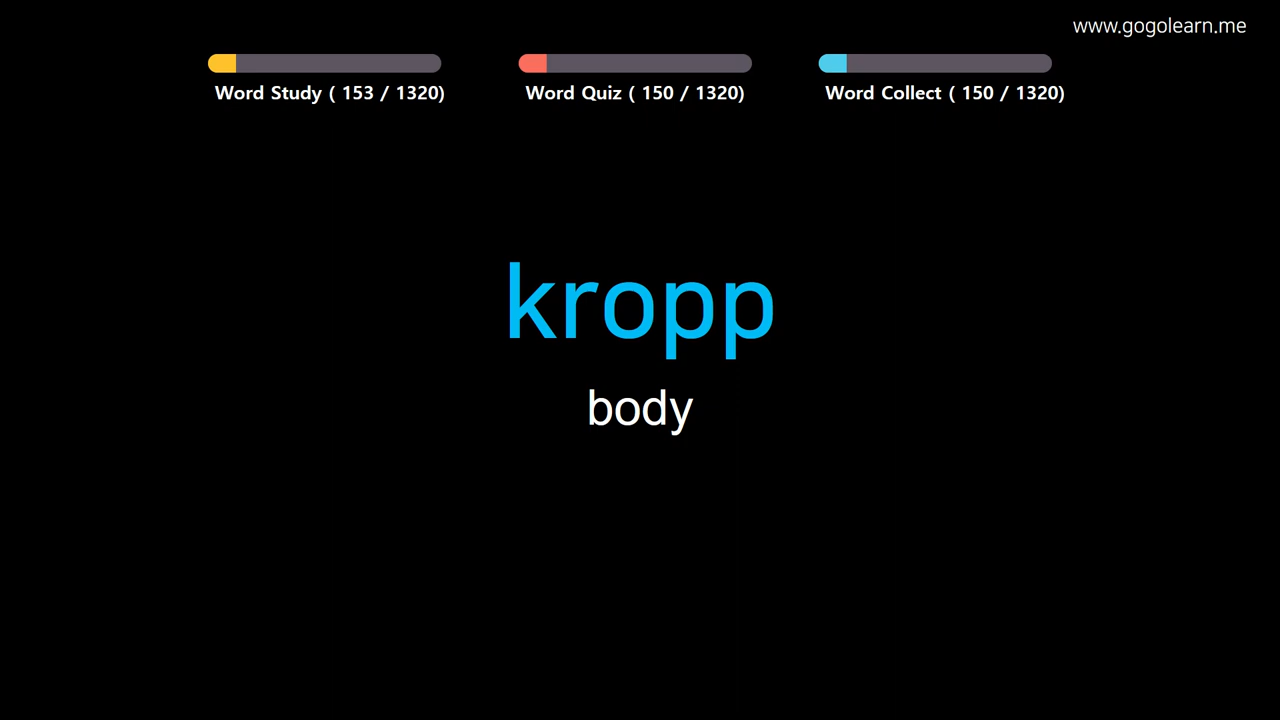 www.gogolearn.me
Word Study ( 153 / 1320)
Word Quiz ( 150 / 1320)
Word Collect ( 150 / 1320)
kropp
body